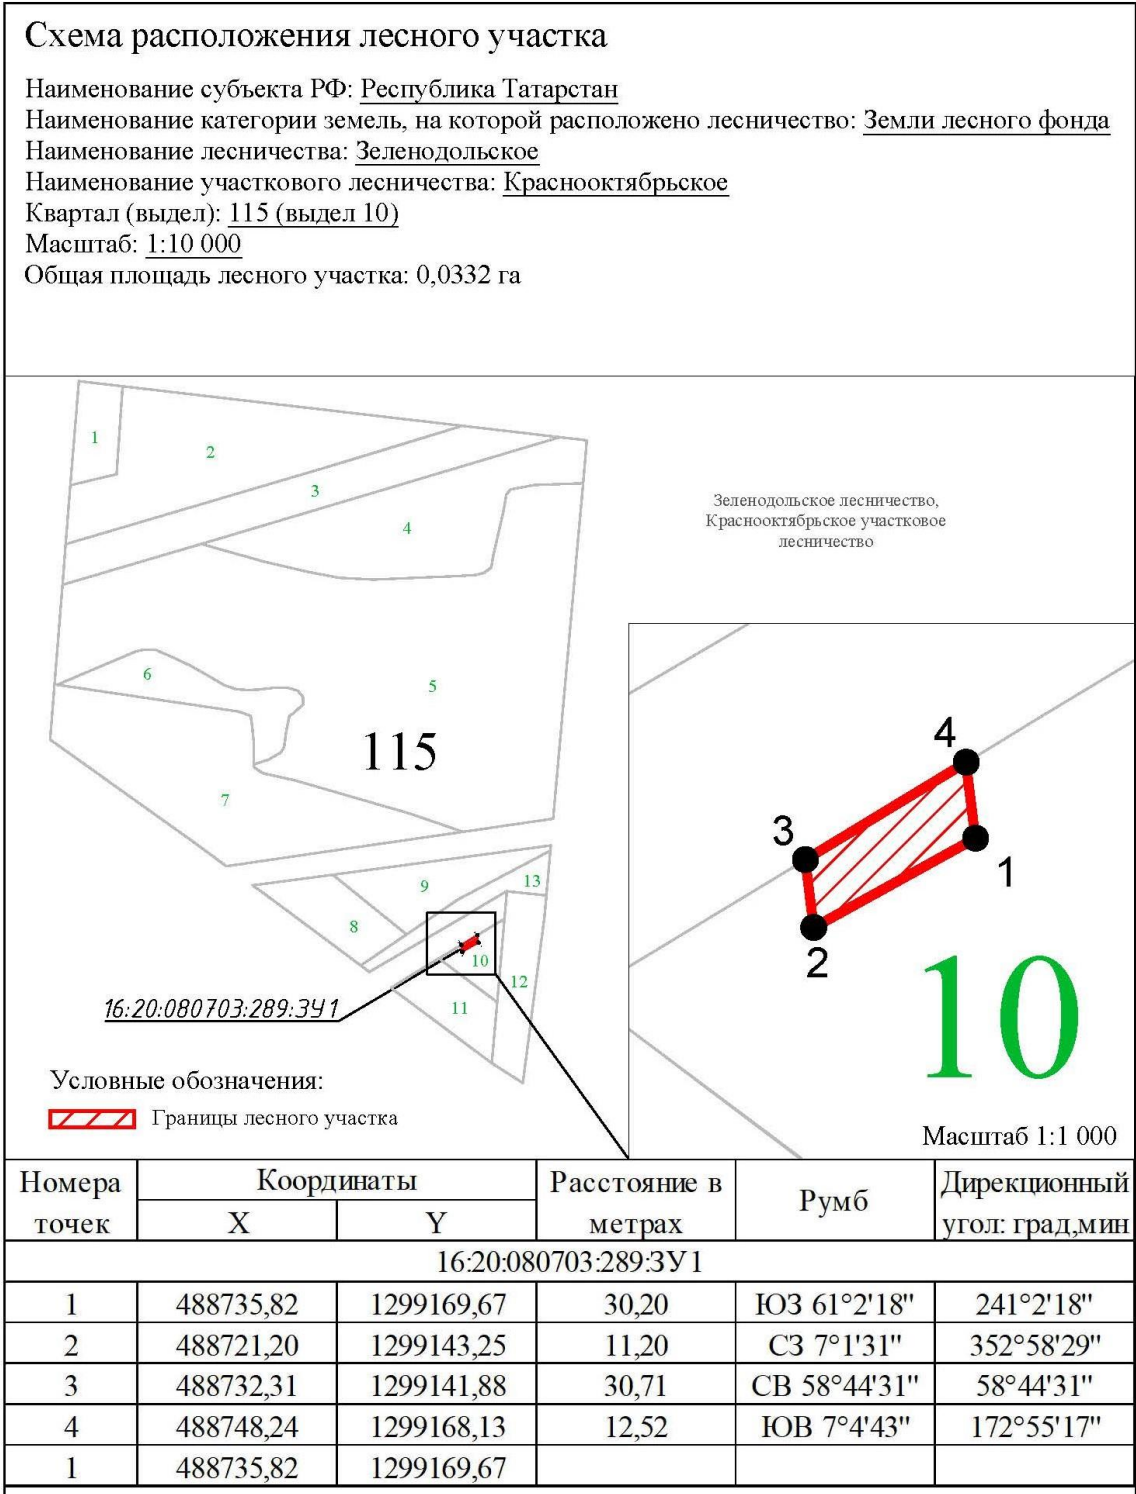 Схема расположения лесного участка
Наименование субъекта РФ: Республика Татарстан
Наименование категории земель, на которой расположено лесничество: Земли лесного фонда
Наименование лесничества: Зеленодольское
Наименование участкового лесничества: Краснооктябрьское
Квартал (выдел): 115 (выдел 10)
Масштаб: 1:10 000
Общая площадь лесного участка: 0,0332 га
1
2
3
4
Зеленодольское лесничество,
Краснооктябрьское участковое
лесничество
6
5
115
7
9
13
8
10
12
11
16:20:080703:289:ЗУ1
4
3
1
2
10
Масштаб 1:1 000
Условные обозначения:
Границы лесного участка
Номера точек Координаты Расстояние в метрах Румб Дирекционный угол: град,мин
X Y
16:20:080703:289:ЗУ1
1 488735,82 1299169,67 30,20 ЮЗ 61°2'18" 241°2'18"
2 488721,20 1299143,25 11,20 СЗ 7°1'31" 352°58'29"
3 488732,31 1299141,88 30,71 СВ 58°44'31" 58°44'31"
4 488748,24 1299168,13 12,52 ЮВ 7°4'43" 172°55'17"
1 488735,82 1299169,67